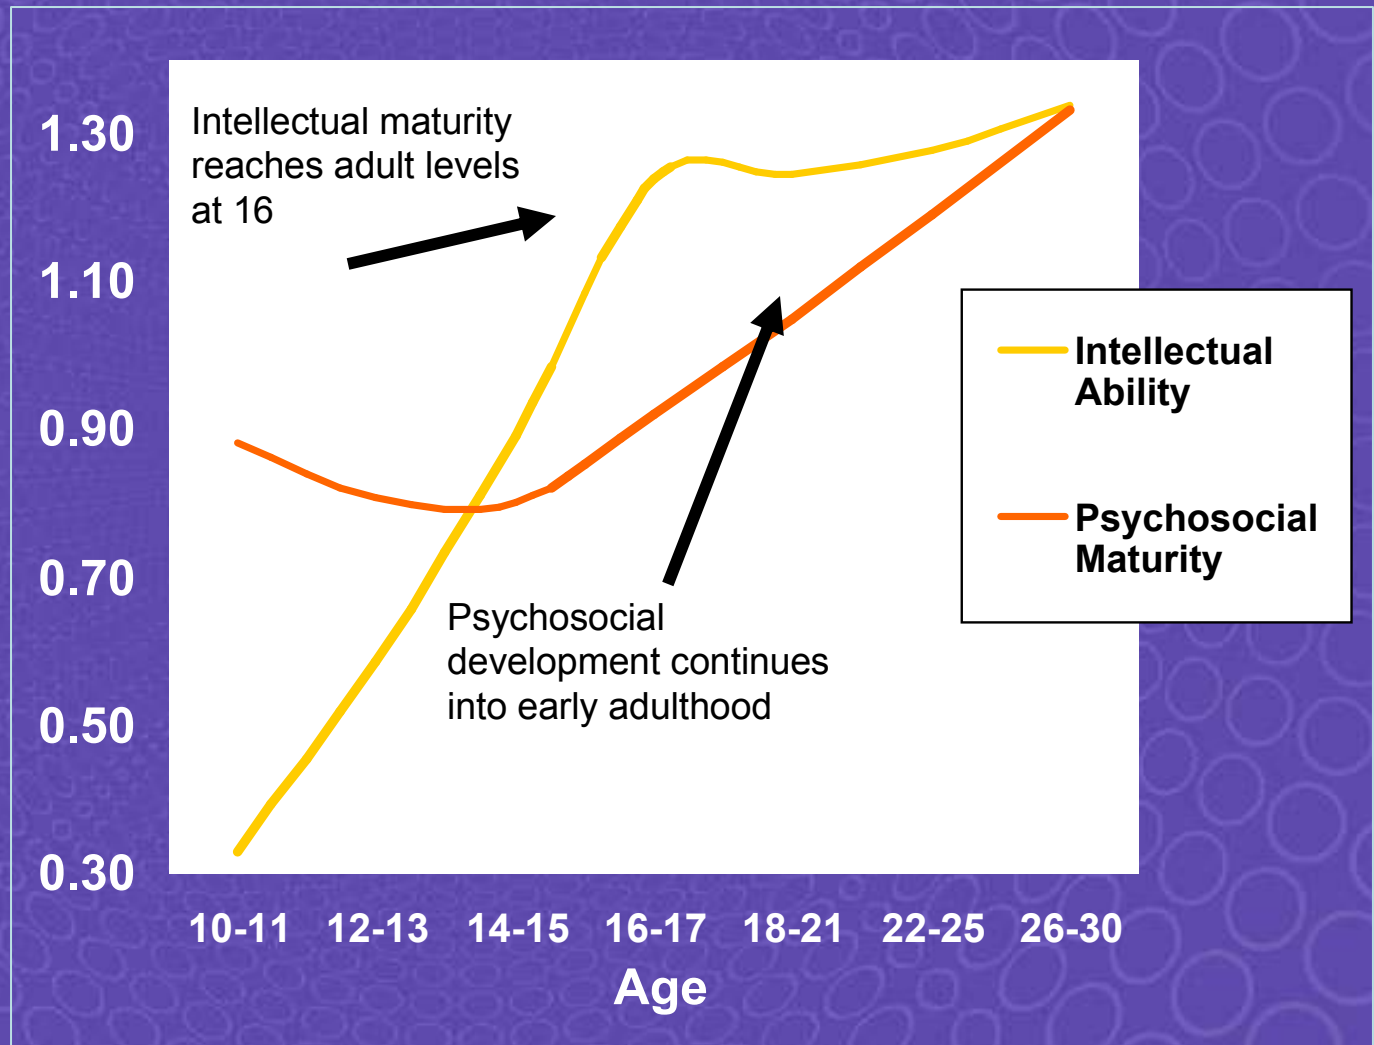 Intellectual maturity
reaches adult levels
at 16
1.30
1.10
0.90
0.70
0.50
0.30
Intellectual
Ability
Psychosocial
Maturity
Psychosocial
development continues
into early adulthood
10-11 12-13 14-15 16-17 18-21 22-25 26-30
Age